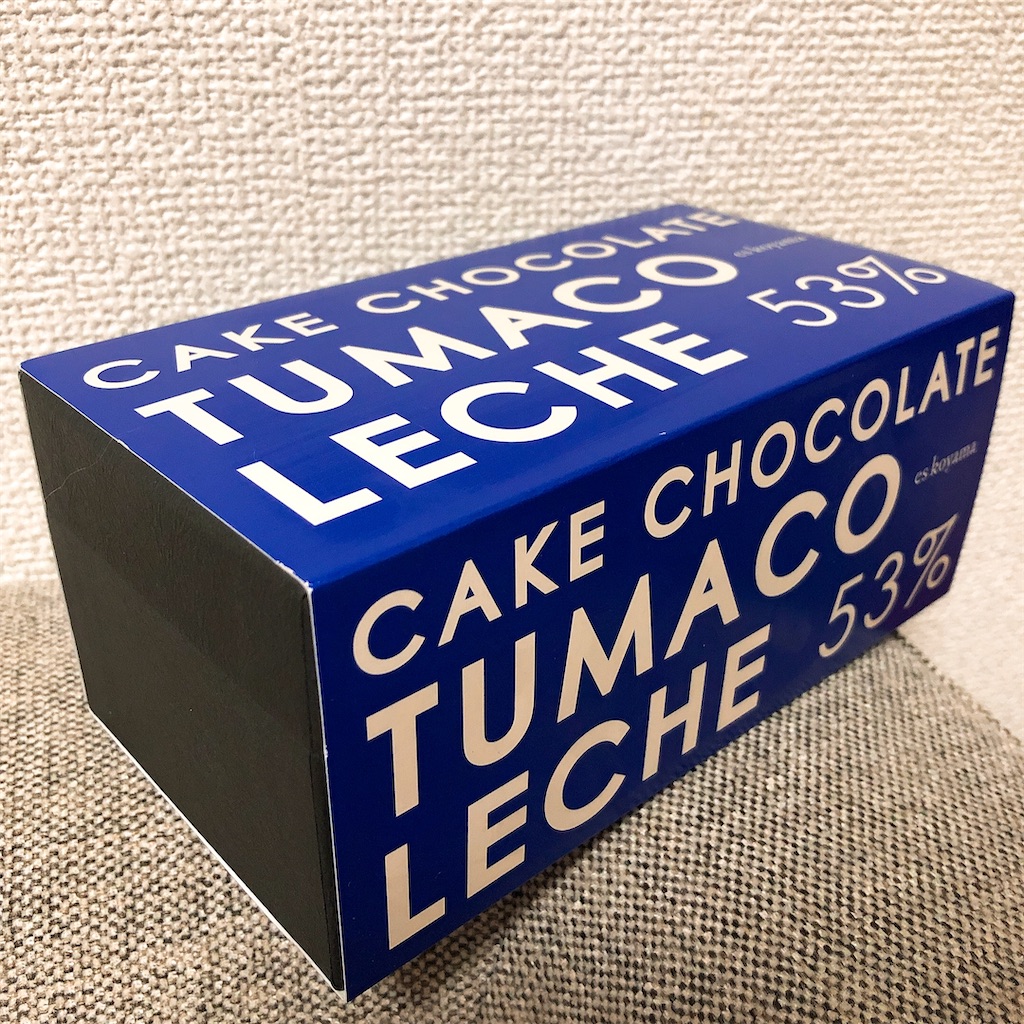 CAKE CHOCOLATE
TUMACO
es koyama
LECHE 53%
CAKE CHOCOLATE
TUMACO
es koyama
LECHE 53%